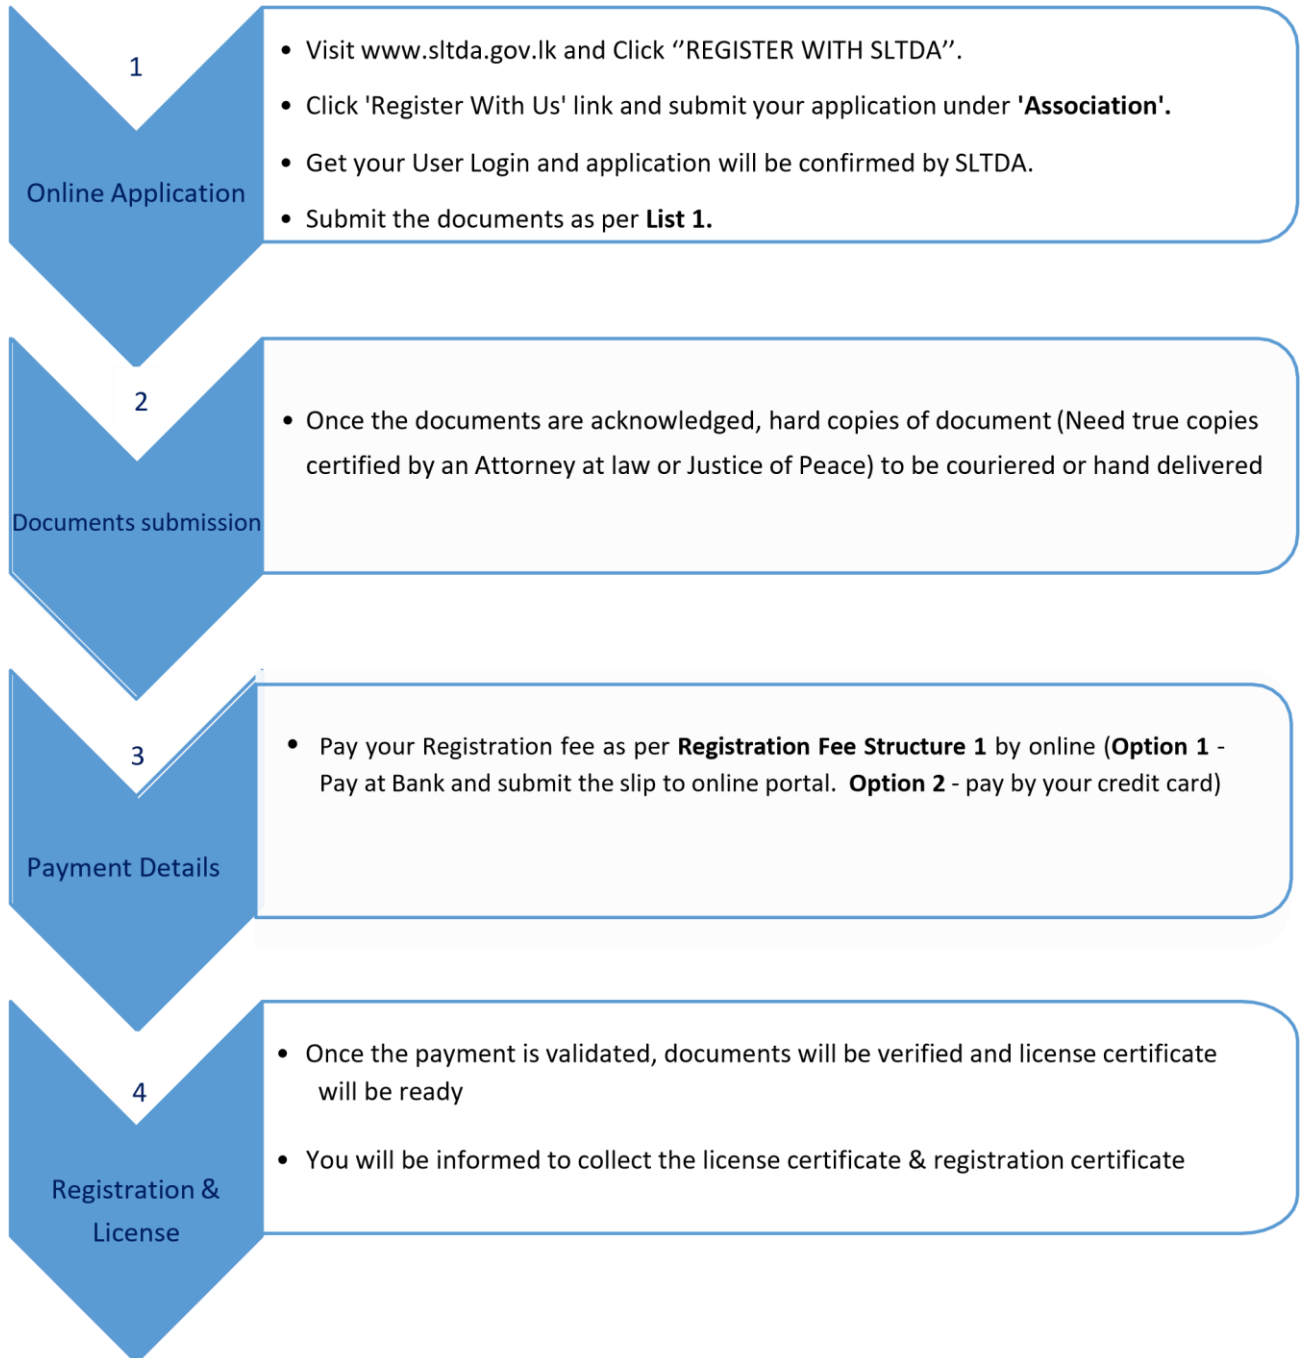 1
Online Application
• Visit www.sltda.gov.lk and Click ‘’REGISTER WITH SLTDA’’.
• Click 'Register With Us' link and submit your application under 'Association'.
• Get your User Login and application will be confirmed by SLTDA.
• Submit the documents as per List 1.
2
Documents submission
• Once the documents are acknowledged, hard copies of document (Need true copies
certified by an Attorney at law or Justice of Peace) to be couriered or hand delivered
3
Payment Details
• Pay your Registration fee as per Registration Fee Structure 1 by online (Option 1 -
Pay at Bank and submit the slip to online portal. Option 2 - pay by your credit card)
4
Registration &
License
• Once the payment is validated, documents will be verified and license certificate
will be ready
• You will be informed to collect the license certificate & registration certificate